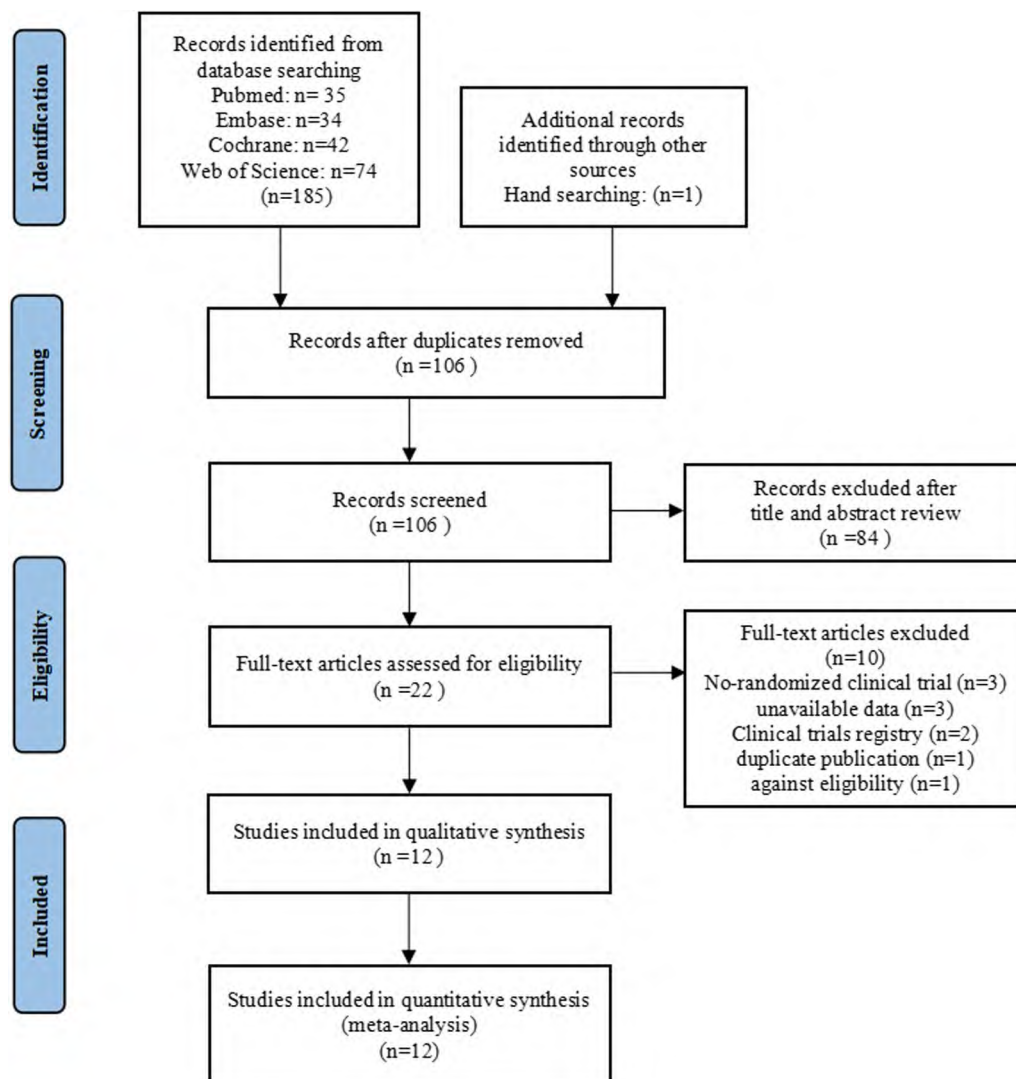 Identification
Records identified from
database searching
Pubmed: n= 35
Embase: n=34
Cochrane: n=42
Web of Science: n=74
(n=185)
Additional records
identified through other
sources
Hand searching: (n=1)
Screening
Records after duplicates removed
(n =106 )
Records screened
(n =106 )
Records excluded after
title and abstract review
(n =84 )
Eligibility
Full-text articles assessed for eligibility
(n =22 )
Full-text articles excluded
(n=10)
No-randomized clinical trial (n=3)
unavailable data (n=3)
Clinical trials registry (n=2)
duplicate publication (n=1)
against eligibility (n=1)
Included
Studies included in qualitative synthesis
(n =12 )
Studies included in quantitative synthesis
(meta-analysis)
(n=12)